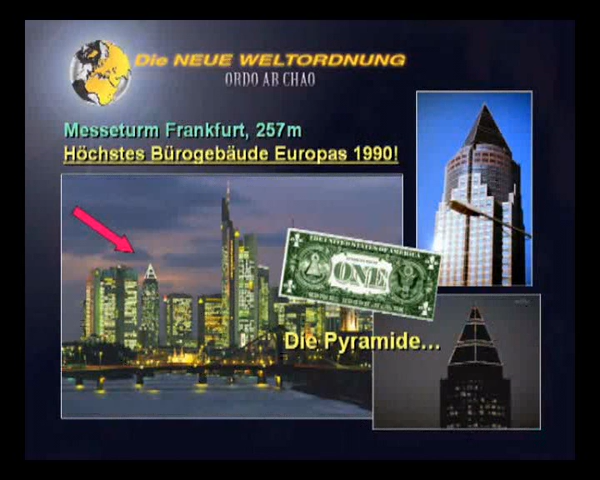 Die NEUE WELTORDNUNG
ORDO AB CHAO
Messeturm Frankfurt, 257m
Höchstes Bürogebäude Europas 1990!
THE UNITED STATES OF AMERICA
ONE
Die Pyramide...